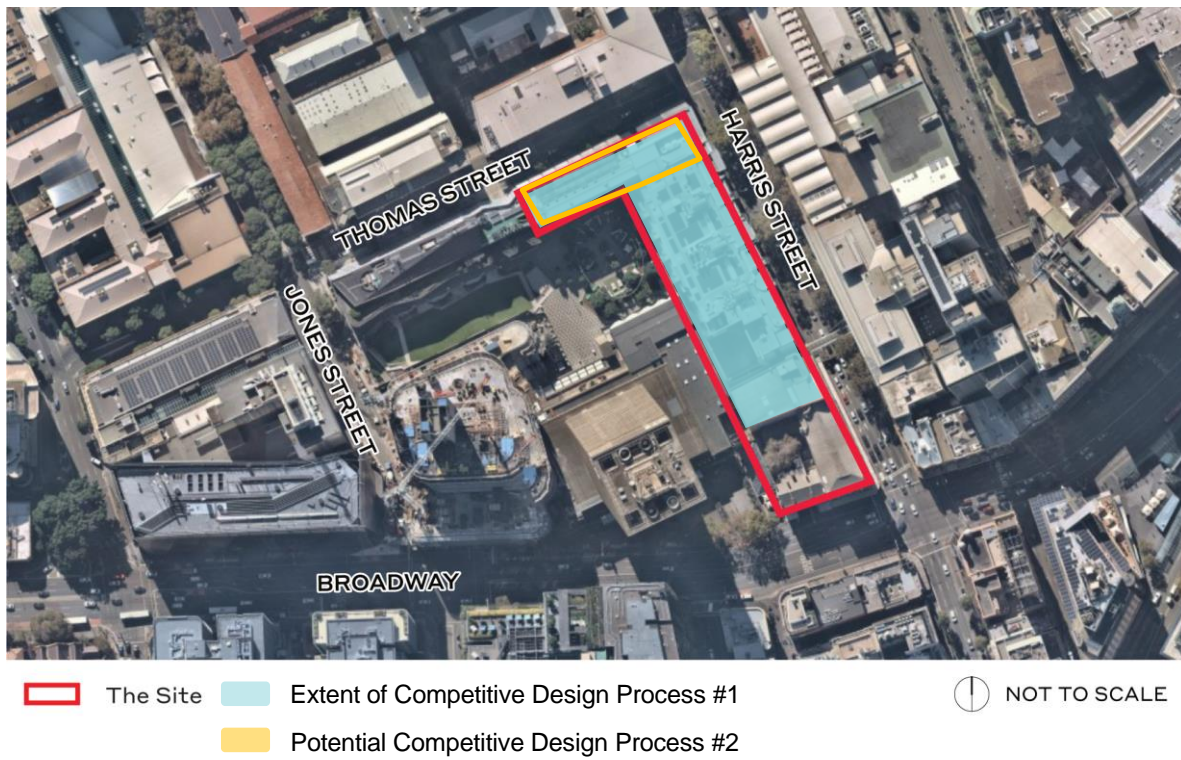 THOMAS STREET
HARRIS STREET
JONES STREET
BROADWAY
The Site
Extent of Competitive Design Process #1
NOT TO SCALE
Potential Competitive Design Process #2